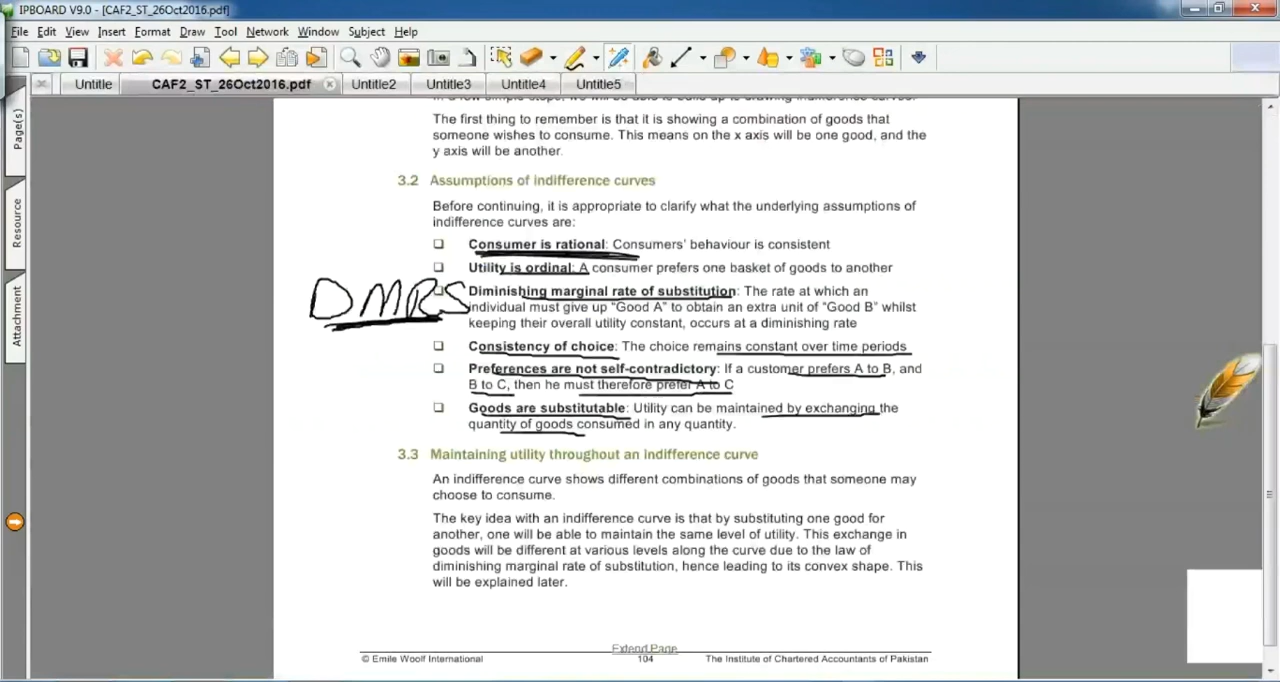 IPBOARD V9.0 - [CAF2_ST_26Oct2016.pdf]
File Edit View Insert Format Draw Tool Network Window Subject Help
Untitle CAF2_ST_26Oct2016.pdf Untitle2 Untitle3 Untitle4 Untitle5
Page(s)
Resource
Attachment
The first thing to remember is that it is showing a combination of goods that
someone wishes to consume. This means on the x axis will be one good, and the
y axis will be another.
3.2 Assumptions of indifference curves
Before continuing, it is appropriate to clarify what the underlying assumptions of
indifference curves are:
Consumer is rational: Consumers' behaviour is consistent
Utility is ordinal: A consumer prefers one basket of goods to another
DMRS
Diminishing marginal rate of substitution: The rate at which an
individual must give up "Good A" to obtain an extra unit of "Good B" whilst
keeping their overall utility constant, occurs at a diminishing rate
Consistency of choice: The choice remains constant over time periods
Preferences are not self-contradictory: If a customer prefers A to B, and
B to C, then he must therefore prefer A to C
Goods are substitutable: Utility can be maintained by exchanging the
quantity of goods consumed in any quantity.
3.3 Maintaining utility throughout an indifference curve
An indifference curve shows different combinations of goods that someone may
choose to consume.
The key idea with an indifference curve is that by substituting one good for
another, one will be able to maintain the same level of utility. This exchange in
goods will be different at various levels along the curve due to the law of
diminishing marginal rate of substitution, hence leading to its convex shape. This
will be explained later.
Extend Page
© Emile Woolf International 104 The Institute of Chartered Accountants of Pakistan